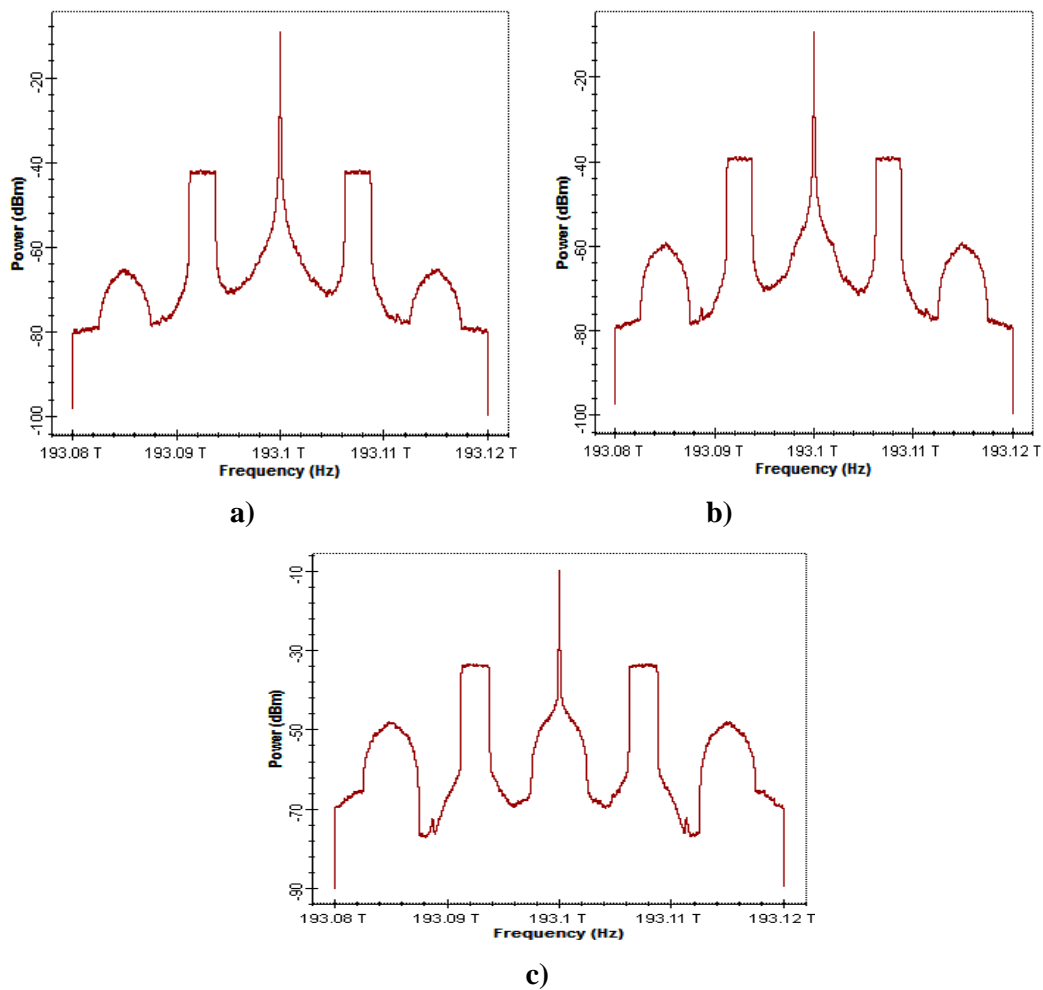 Power (dBm)
-20
-40
-60
-80
-100
193.08 T 193.09 T 193.1 T 193.11 T 193.12 T
Frequency (Hz)
a)
Power (dBm)
-20
-40
-60
-80
-100
193.08 T 193.09 T 193.1 T 193.11 T 193.12 T
Frequency (Hz)
b)
Power (dBm)
-10
-30
-50
-70
-90
193.08 T 193.09 T 193.1 T 193.11 T 193.12 T
Frequency (Hz)
c)